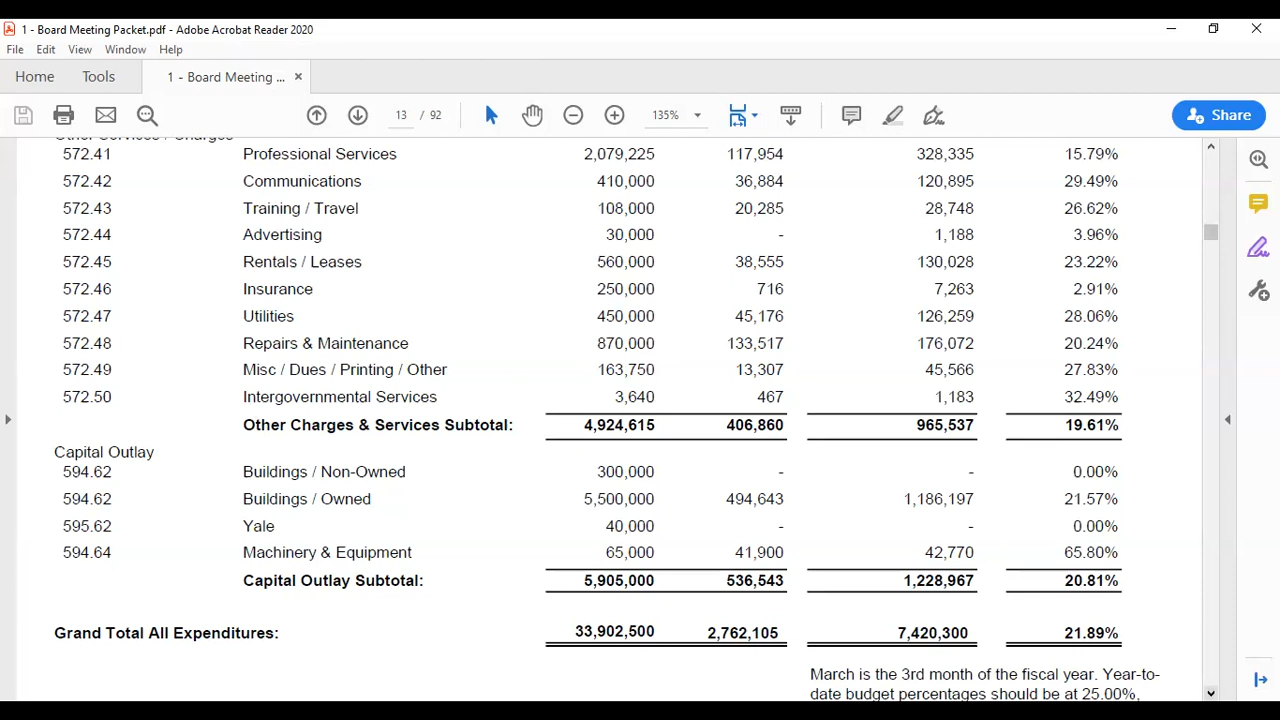 1 - Board Meeting Packet.pdf - Adobe Acrobat Reader 2020
File Edit View Window Help
Home Tools 1 - Board Meeting ... ×
13 / 92 135% Share
Other Services / Charges
572.41 Professional Services 2,079,225 117,954 328,335 15.79%
572.42 Communications 410,000 36,884 120,895 29.49%
572.43 Training / Travel 108,000 20,285 28,748 26.62%
572.44 Advertising 30,000 - 1,188 3.96%
572.45 Rentals / Leases 560,000 38,555 130,028 23.22%
572.46 Insurance 250,000 716 7,263 2.91%
572.47 Utilities 450,000 45,176 126,259 28.06%
572.48 Repairs & Maintenance 870,000 133,517 176,072 20.24%
572.49 Misc / Dues / Printing / Other 163,750 13,307 45,566 27.83%
572.50 Intergovernmental Services 3,640 467 1,183 32.49%
Other Charges & Services Subtotal: 4,924,615 406,860 965,537 19.61%
Capital Outlay
594.62 Buildings / Non-Owned 300,000 - - 0.00%
594.62 Buildings / Owned 5,500,000 494,643 1,186,197 21.57%
595.62 Yale 40,000 - - 0.00%
594.64 Machinery & Equipment 65,000 41,900 42,770 65.80%
Capital Outlay Subtotal: 5,905,000 536,543 1,228,967 20.81%
Grand Total All Expenditures: 33,902,500 2,762,105 7,420,300 21.89%
March is the 3rd month of the fiscal year. Year-to-
date budget percentages should be at 25.00%,